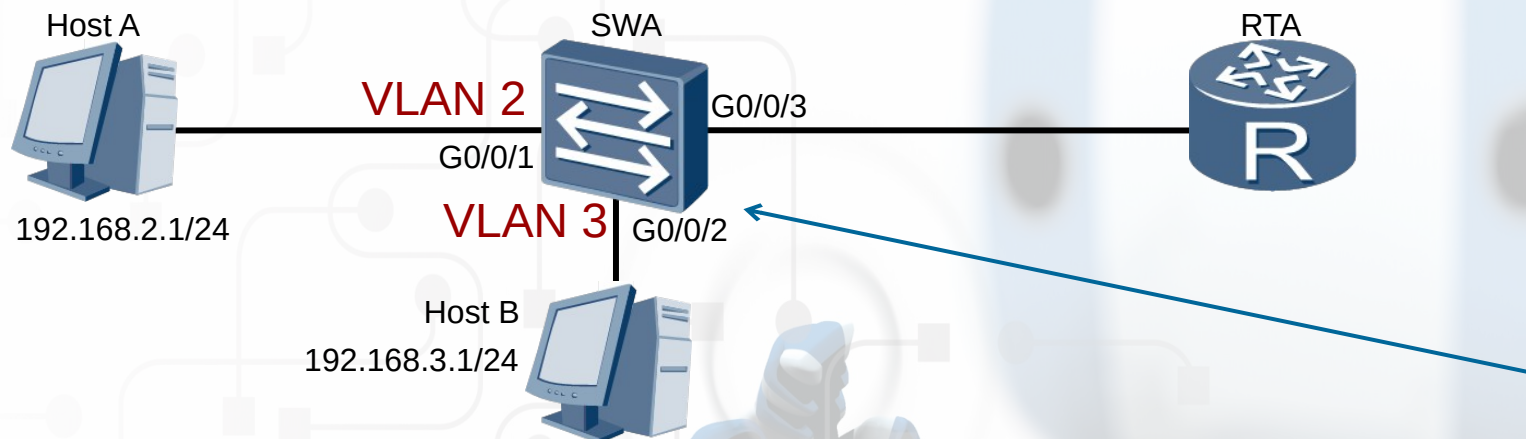 Host A
SWA
RTA
VLAN 2
G0/0/3
G0/0/1
R
192.168.2.1/24
VLAN 3
G0/0/2
Host B
192.168.3.1/24